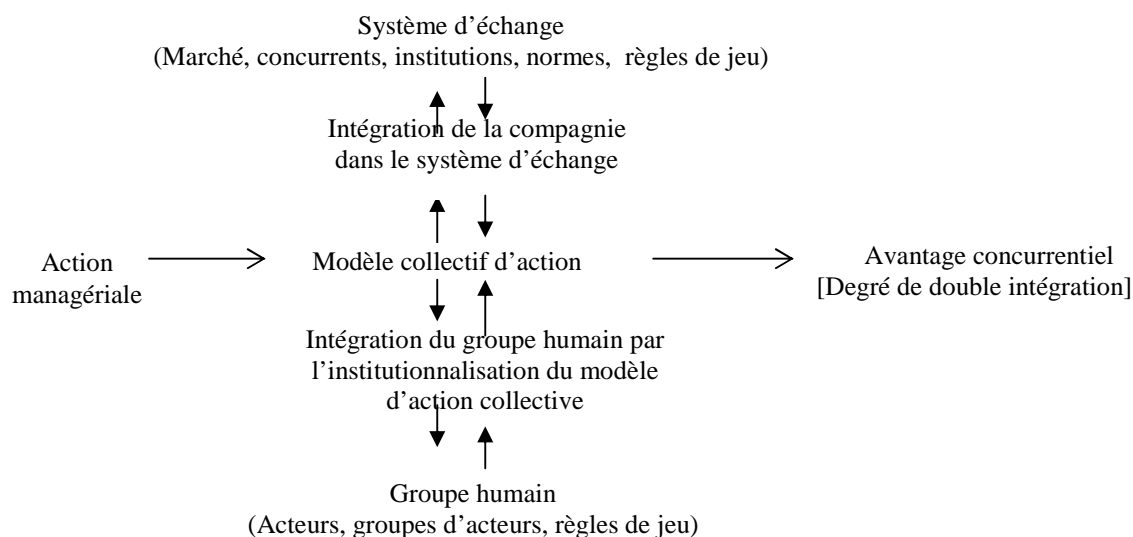 Système d’échange
(Marché, concurrents, institutions, normes, règles de jeu)
Intégration de la compagnie
dans le système d’échange
Action
managériale
Modèle collectif d’action
Avantage concurrentiel
[Degré de double intégration]
Intégration du groupe humain par
l’institutionnalisation du modèle
d’action collective
Groupe humain
(Acteurs, groupes d’acteurs, règles de jeu)